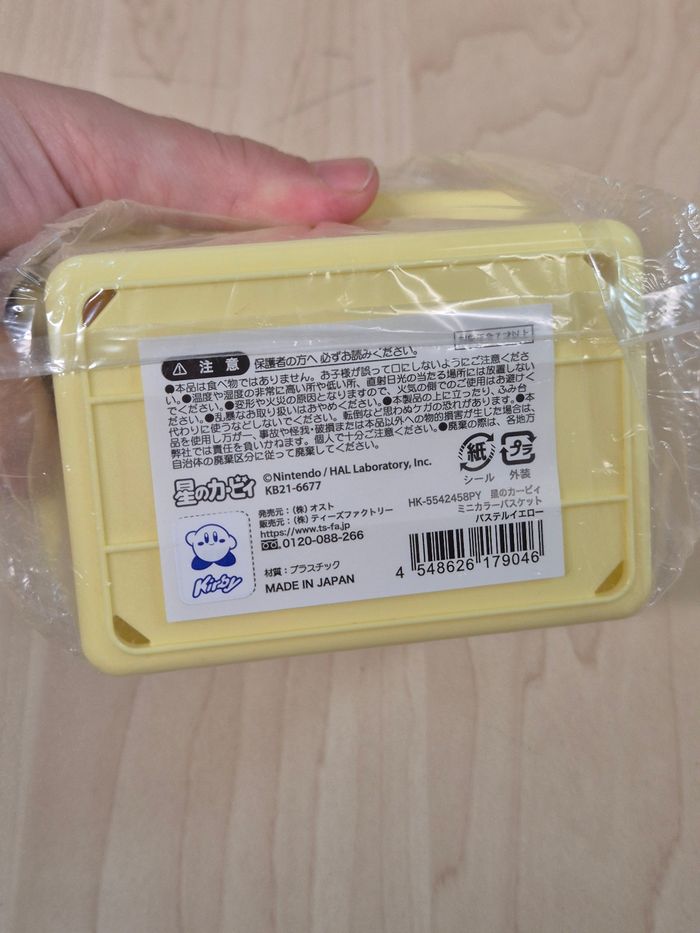 注意 保護者の方へ 必ずお読みください。
●本品は食べ物ではありません。お子様が誤って口にしないようにご注意くださ
い。●温度や湿度の非常に高い所や低い所、直射日光の当たる場所には放置しない
でください。●変形や火災の原因となりますので、火気の側でのご使用はお避けく
ださい。●乱暴なお取り扱いはおやめください。●本製品の上に立ったり、ふみ台
代わりに使うなどしないでください。転倒など思わぬケガの恐れがあります。●本
品を使用し万が一、事故や怪我・破損または本品以外への物的損害が生じた場合は、
弊社では責任を負いかねます。個人で十分ご注意ください。●廃棄の際は、各地方
自治体の廃棄区分に従って廃棄してください。
紙 プラ
シール 外装
星のカービィ ©Nintendo / HAL Laboratory, Inc.
KB21-6677
HK-5542458PY 星のカービィ
ミニカラーバスケット
パステルイエロー
発売元：（株）オスト
販売元：（株）ティーズファクトリー
https://www.ts-fa.jp
0120-088-266
Kirby
材質：プラスチック
MADE IN JAPAN
4 548626 179046